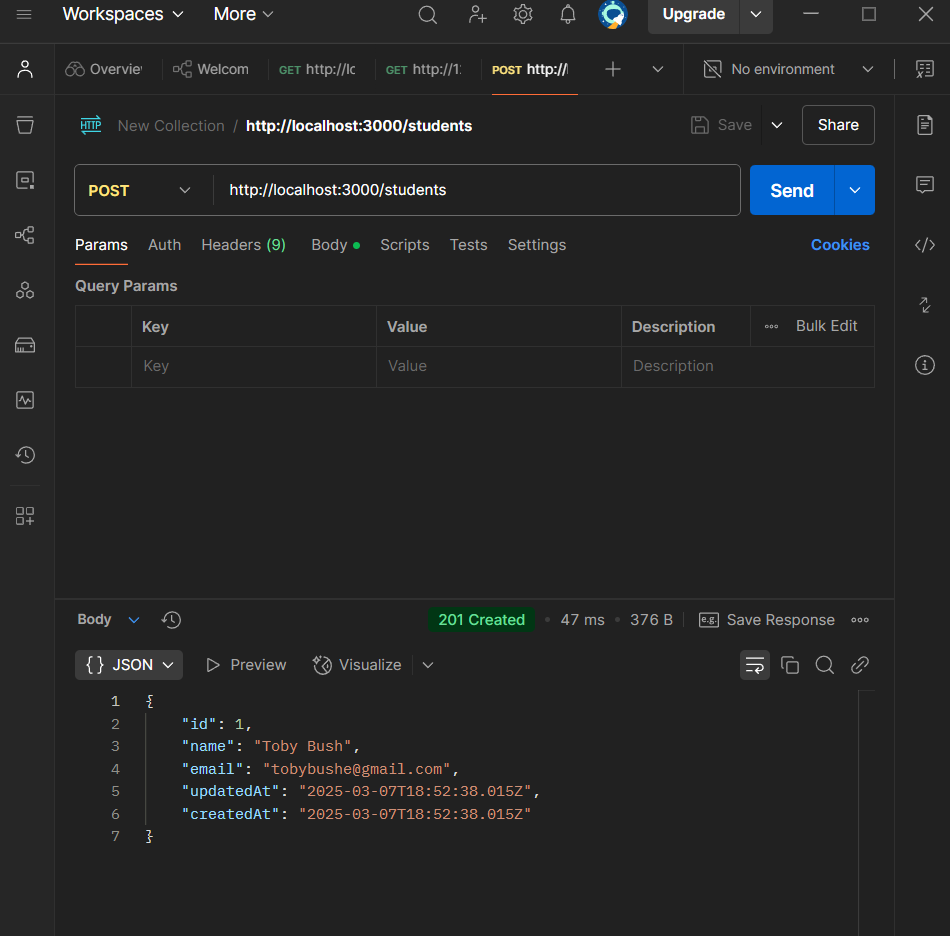 Workspaces More Upgrade
Overvie Welcom GET http://lc GET http://1: POST http://l No environment
HTTP New Collection / http://localhost:3000/students Save Share
POST http://localhost:3000/students Send
Params Auth Headers (9) Body Scripts Tests Settings Cookies
Query Params
Key Value Description Bulk Edit
Key Value Description
Body 201 Created 47 ms 376 B e.g. Save Response
{} JSON Preview Visualize
1 {
2 "id": 1,
3 "name": "Toby Bush",
4 "email": "tobybushe@gmail.com",
5 "updatedAt": "2025-03-07T18:52:38.015Z",
6 "createdAt": "2025-03-07T18:52:38.015Z"
7 }